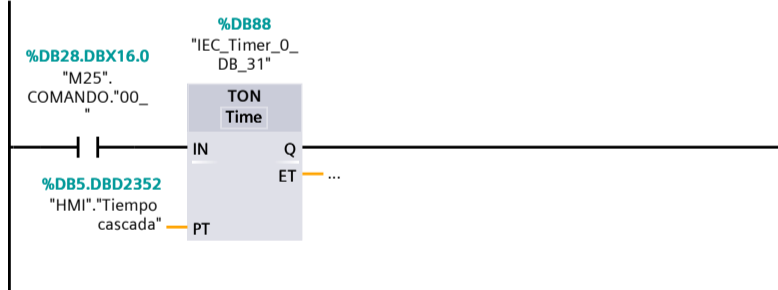 %DB88
"IEC_Timer_0_
DB_31"
%DB28.DBX16.0
"M25".
COMANDO."00_
"
TON
Time
IN
Q
ET
...
%DB5.DBD2352
"HMI"."Tiempo
cascada"
PT